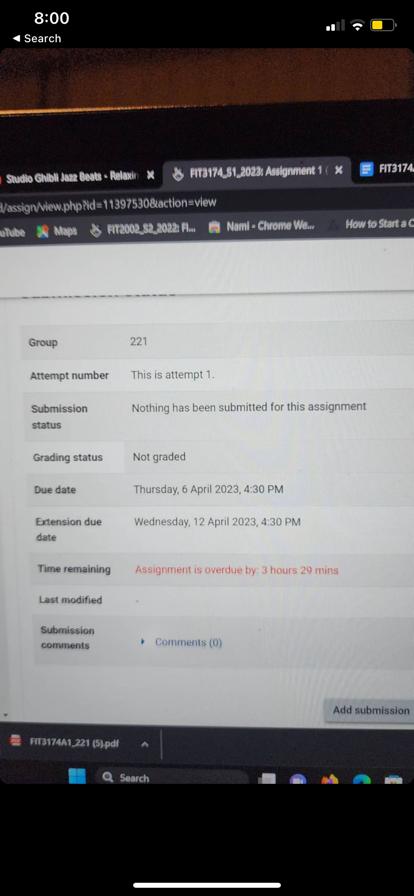 8:00
◄ Search
Studio Ghibli Jazz Beats - Relaxin
FIT3174_S1_2023: Assignment 1 (
FIT3174
/assign/view.php?id=11397530&action=view
uTube
Maps
FIT2002_S2_2022: Fi...
Nami - Chrome We...
How to Start a C
Group
221
Attempt number
This is attempt 1.
Submission
status
Nothing has been submitted for this assignment
Grading status
Not graded
Due date
Thursday, 6 April 2023, 4:30 PM
Extension due
date
Wednesday, 12 April 2023, 4:30 PM
Time remaining
Assignment is overdue by: 3 hours 29 mins
Last modified
-
Submission
comments
Comments (0)
Add submission
FIT3174A1_221 (5).pdf
Search